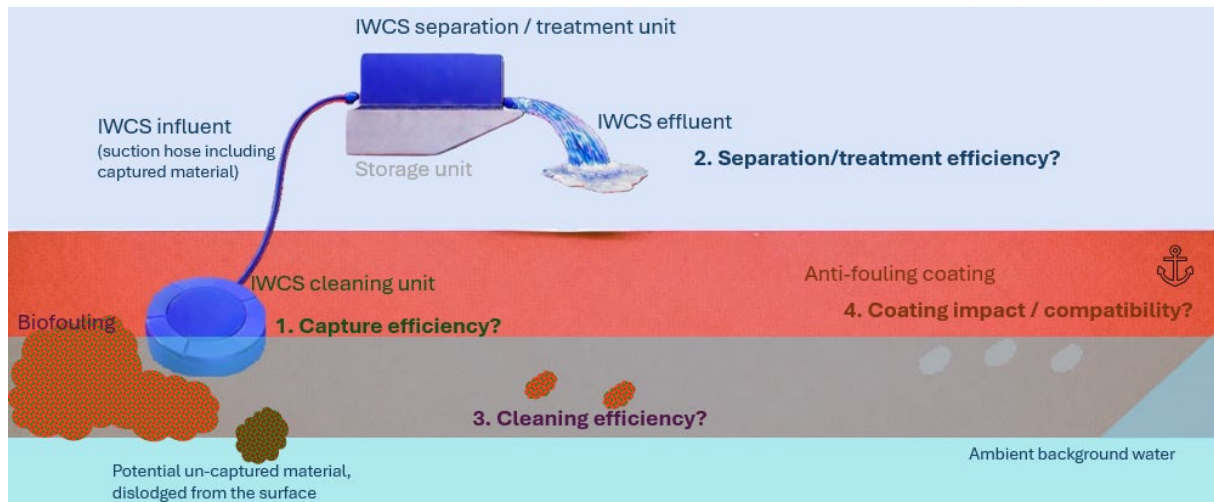 IWCS separation / treatment unit
IWCS influent
(suction hose including
captured material)
IWCS effluent
2. Separation/treatment efficiency?
Storage unit
IWCS cleaning unit
Anti-fouling coating
Biofouling
1. Capture efficiency?
4. Coating impact / compatibility?
3. Cleaning efficiency?
Potential un-captured material,
dislodged from the surface
Ambient background water